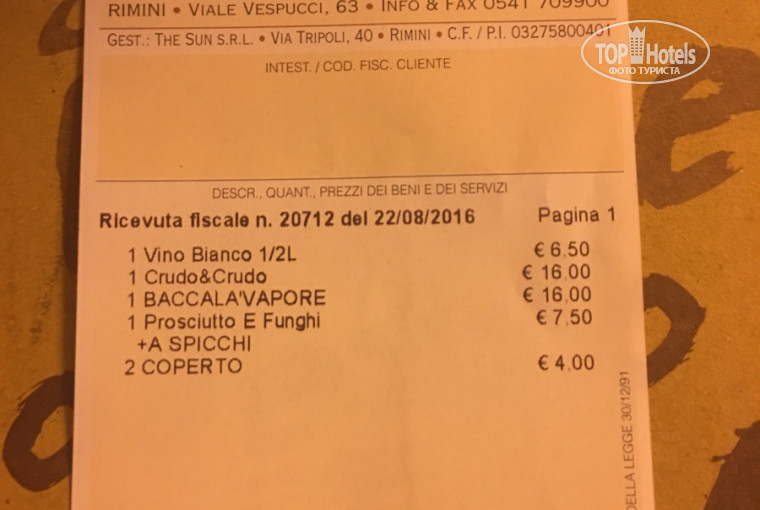 RIMINI • VIALE VESPUCCI, 63 • INFO & FAX 0541 709900
GEST.: THE SUN S.R.L. • VIA TRIPOLI, 40 • RIMINI • C.F. / P.I. 03275800401
TOP Hotels
ФОТО ТУРИСТА
INTEST. / COD. FISC. CLIENTE
DESCR., QUANT., PREZZI DEI BENI E DEI SERVIZI
Ricevuta fiscale n. 20712 del 22/08/2016 Pagina 1
1 Vino Bianco 1/2L € 6,50
1 Crudo&Crudo € 16,00
1 BACCALA'VAPORE € 16,00
1 Prosciutto E Funghi € 7,50
+A SPICCHI
2 COPERTO € 4,00
DELLA LEGGE 30/12/91